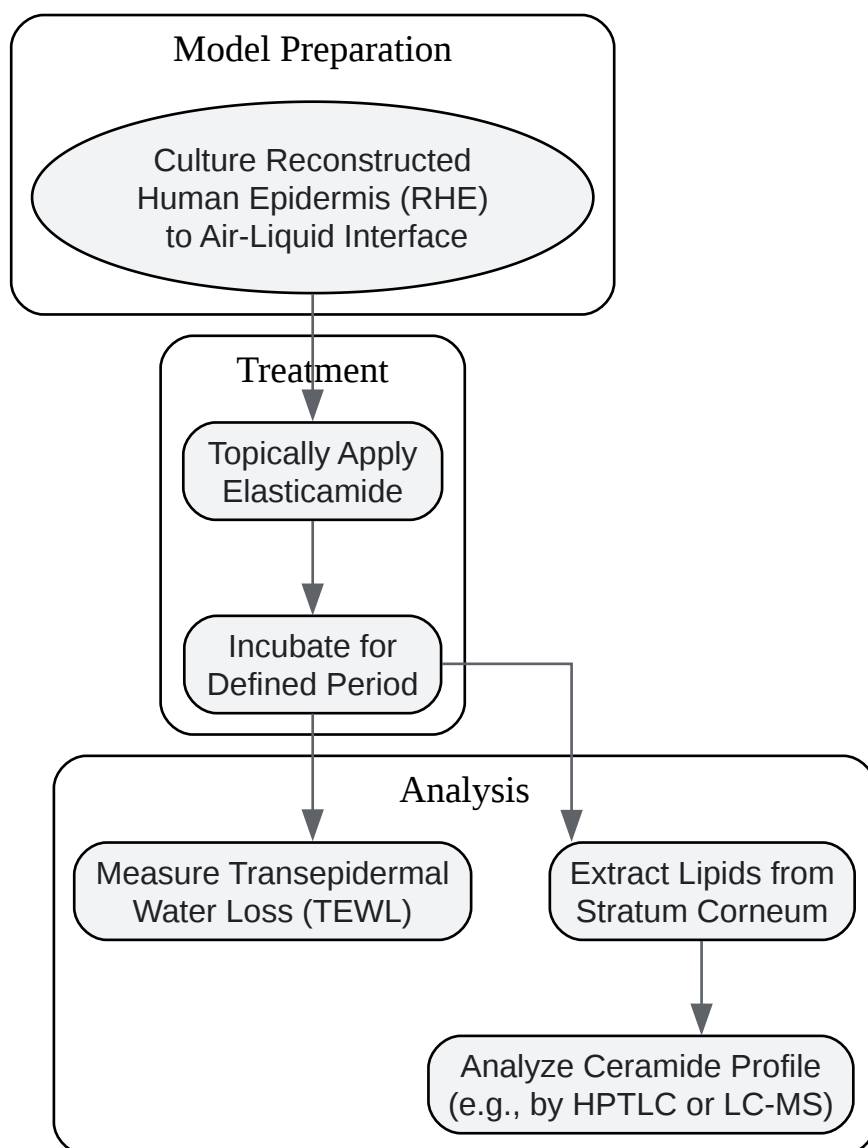 Model Preparation
Culture Reconstructed
Human Epidermis (RHE)
to Air-Liquid Interface
Treatment
Topically Apply
Elasticamide
Incubate for
Defined Period
Analysis
Measure Transepidermal
Water Loss (TEWL)
Extract Lipids from
Stratum Corneum
Analyze Ceramide Profile
(e.g., by HPTLC or LC-MS)